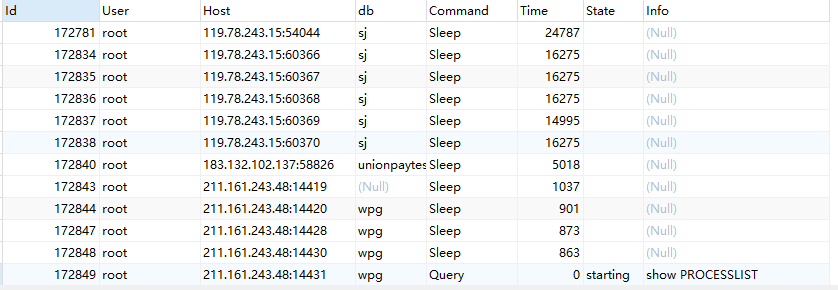 Id User Host db Command Time State Info
172781 root 119.78.243.15:54044 sj Sleep 24787 (Null)
172834 root 119.78.243.15:60366 sj Sleep 16275 (Null)
172835 root 119.78.243.15:60367 sj Sleep 16275 (Null)
172836 root 119.78.243.15:60368 sj Sleep 16275 (Null)
172837 root 119.78.243.15:60369 sj Sleep 14995 (Null)
172838 root 119.78.243.15:60370 sj Sleep 16275 (Null)
172840 root 183.132.102.137:58826 unionpaytes Sleep 5018 (Null)
172843 root 211.161.243.48:14419 (Null) Sleep 1037 (Null)
172844 root 211.161.243.48:14420 wpg Sleep 901 (Null)
172847 root 211.161.243.48:14428 wpg Sleep 873 (Null)
172848 root 211.161.243.48:14430 wpg Sleep 863 (Null)
172849 root 211.161.243.48:14431 wpg Query 0 starting show PROCESSLIST